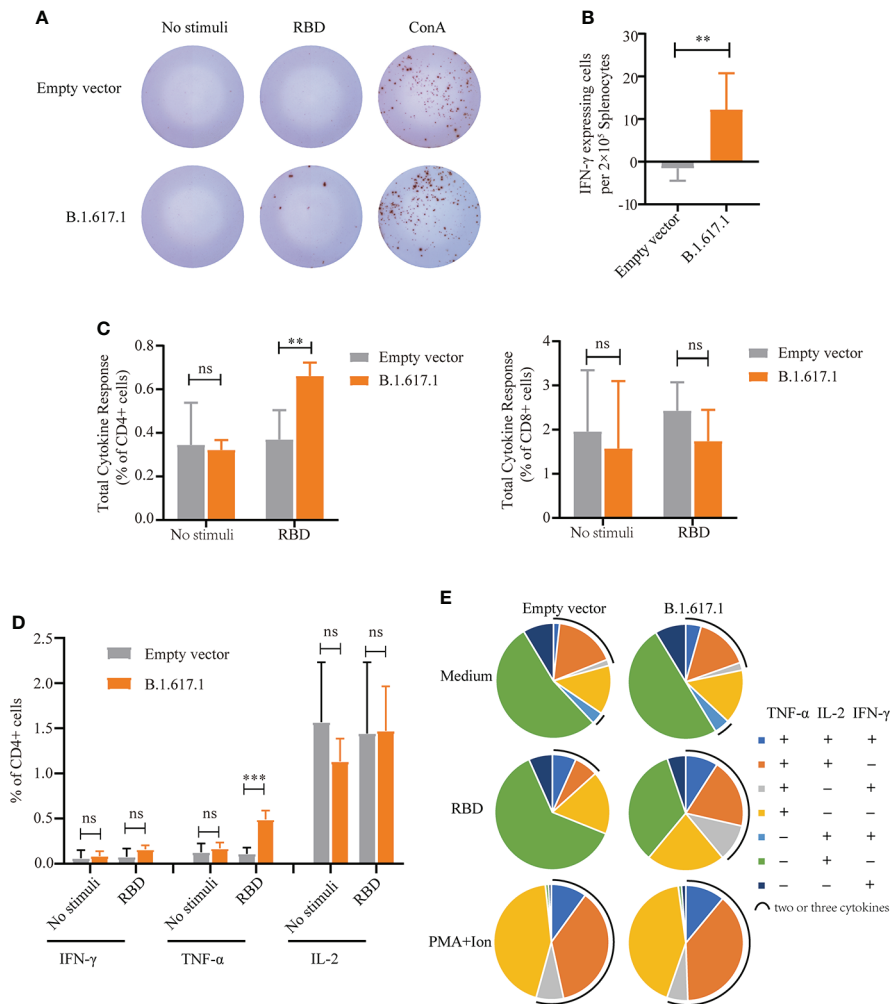 A
No stimuli RBD ConA
Empty vector
B.1.617.1
B
IFN-γ expressing cells
per 2×10⁵ Splenocytes
30
20
10
0
-10
**
Empty vector
B.1.617.1
C
Total Cytokine Response
(% of CD4+ cells)
0.8
0.6
0.4
0.2
0.0
ns
**
No stimuli RBD
Empty vector
B.1.617.1
Total Cytokine Response
(% of CD8+ cells)
4
3
2
1
0
ns
ns
No stimuli RBD
Empty vector
B.1.617.1
D
% of CD4+ cells
2.5
2.0
1.5
1.0
0.5
0.0
Empty vector
B.1.617.1
ns
ns
ns
***
ns
ns
No stimuli RBD No stimuli RBD No stimuli RBD
IFN-γ TNF-α IL-2
E
Empty vector B.1.617.1
Medium
RBD
PMA+Ion
TNF-α IL-2 IFN-γ
+ + +
+ + –
+ – +
+ – –
– + +
– + –
– – +
two or three cytokines